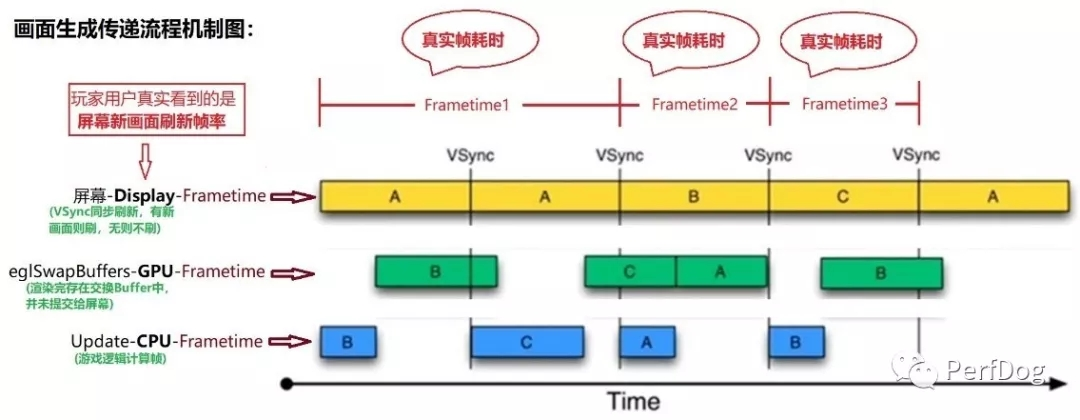 画面生成传递流程机制图：
真实帧耗时
真实帧耗时
真实帧耗时
玩家用户真实看到的是
屏幕新画面刷新帧率
Frametime1
Frametime2
Frametime3
VSync
VSync
VSync
VSync
屏幕-Display-Frametime
(VSync同步刷新，有新
画面则刷，无则不刷)
A
A
B
C
A
eglSwapBuffers-GPU-Frametime
(渲染完存在交换Buffer中，
并未提交给屏幕)
B
C
A
B
Update-CPU-Frametime
(游戏逻辑计算帧)
B
C
A
B
PerfDog
Time